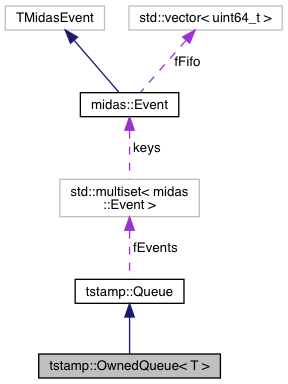 TMidasEvent
std::vector< uint64_t >
fFifo
midas::Event
keys
std::multiset< midas
::Event >
fEvents
tstamp::Queue
tstamp::OwnedQueue< T >